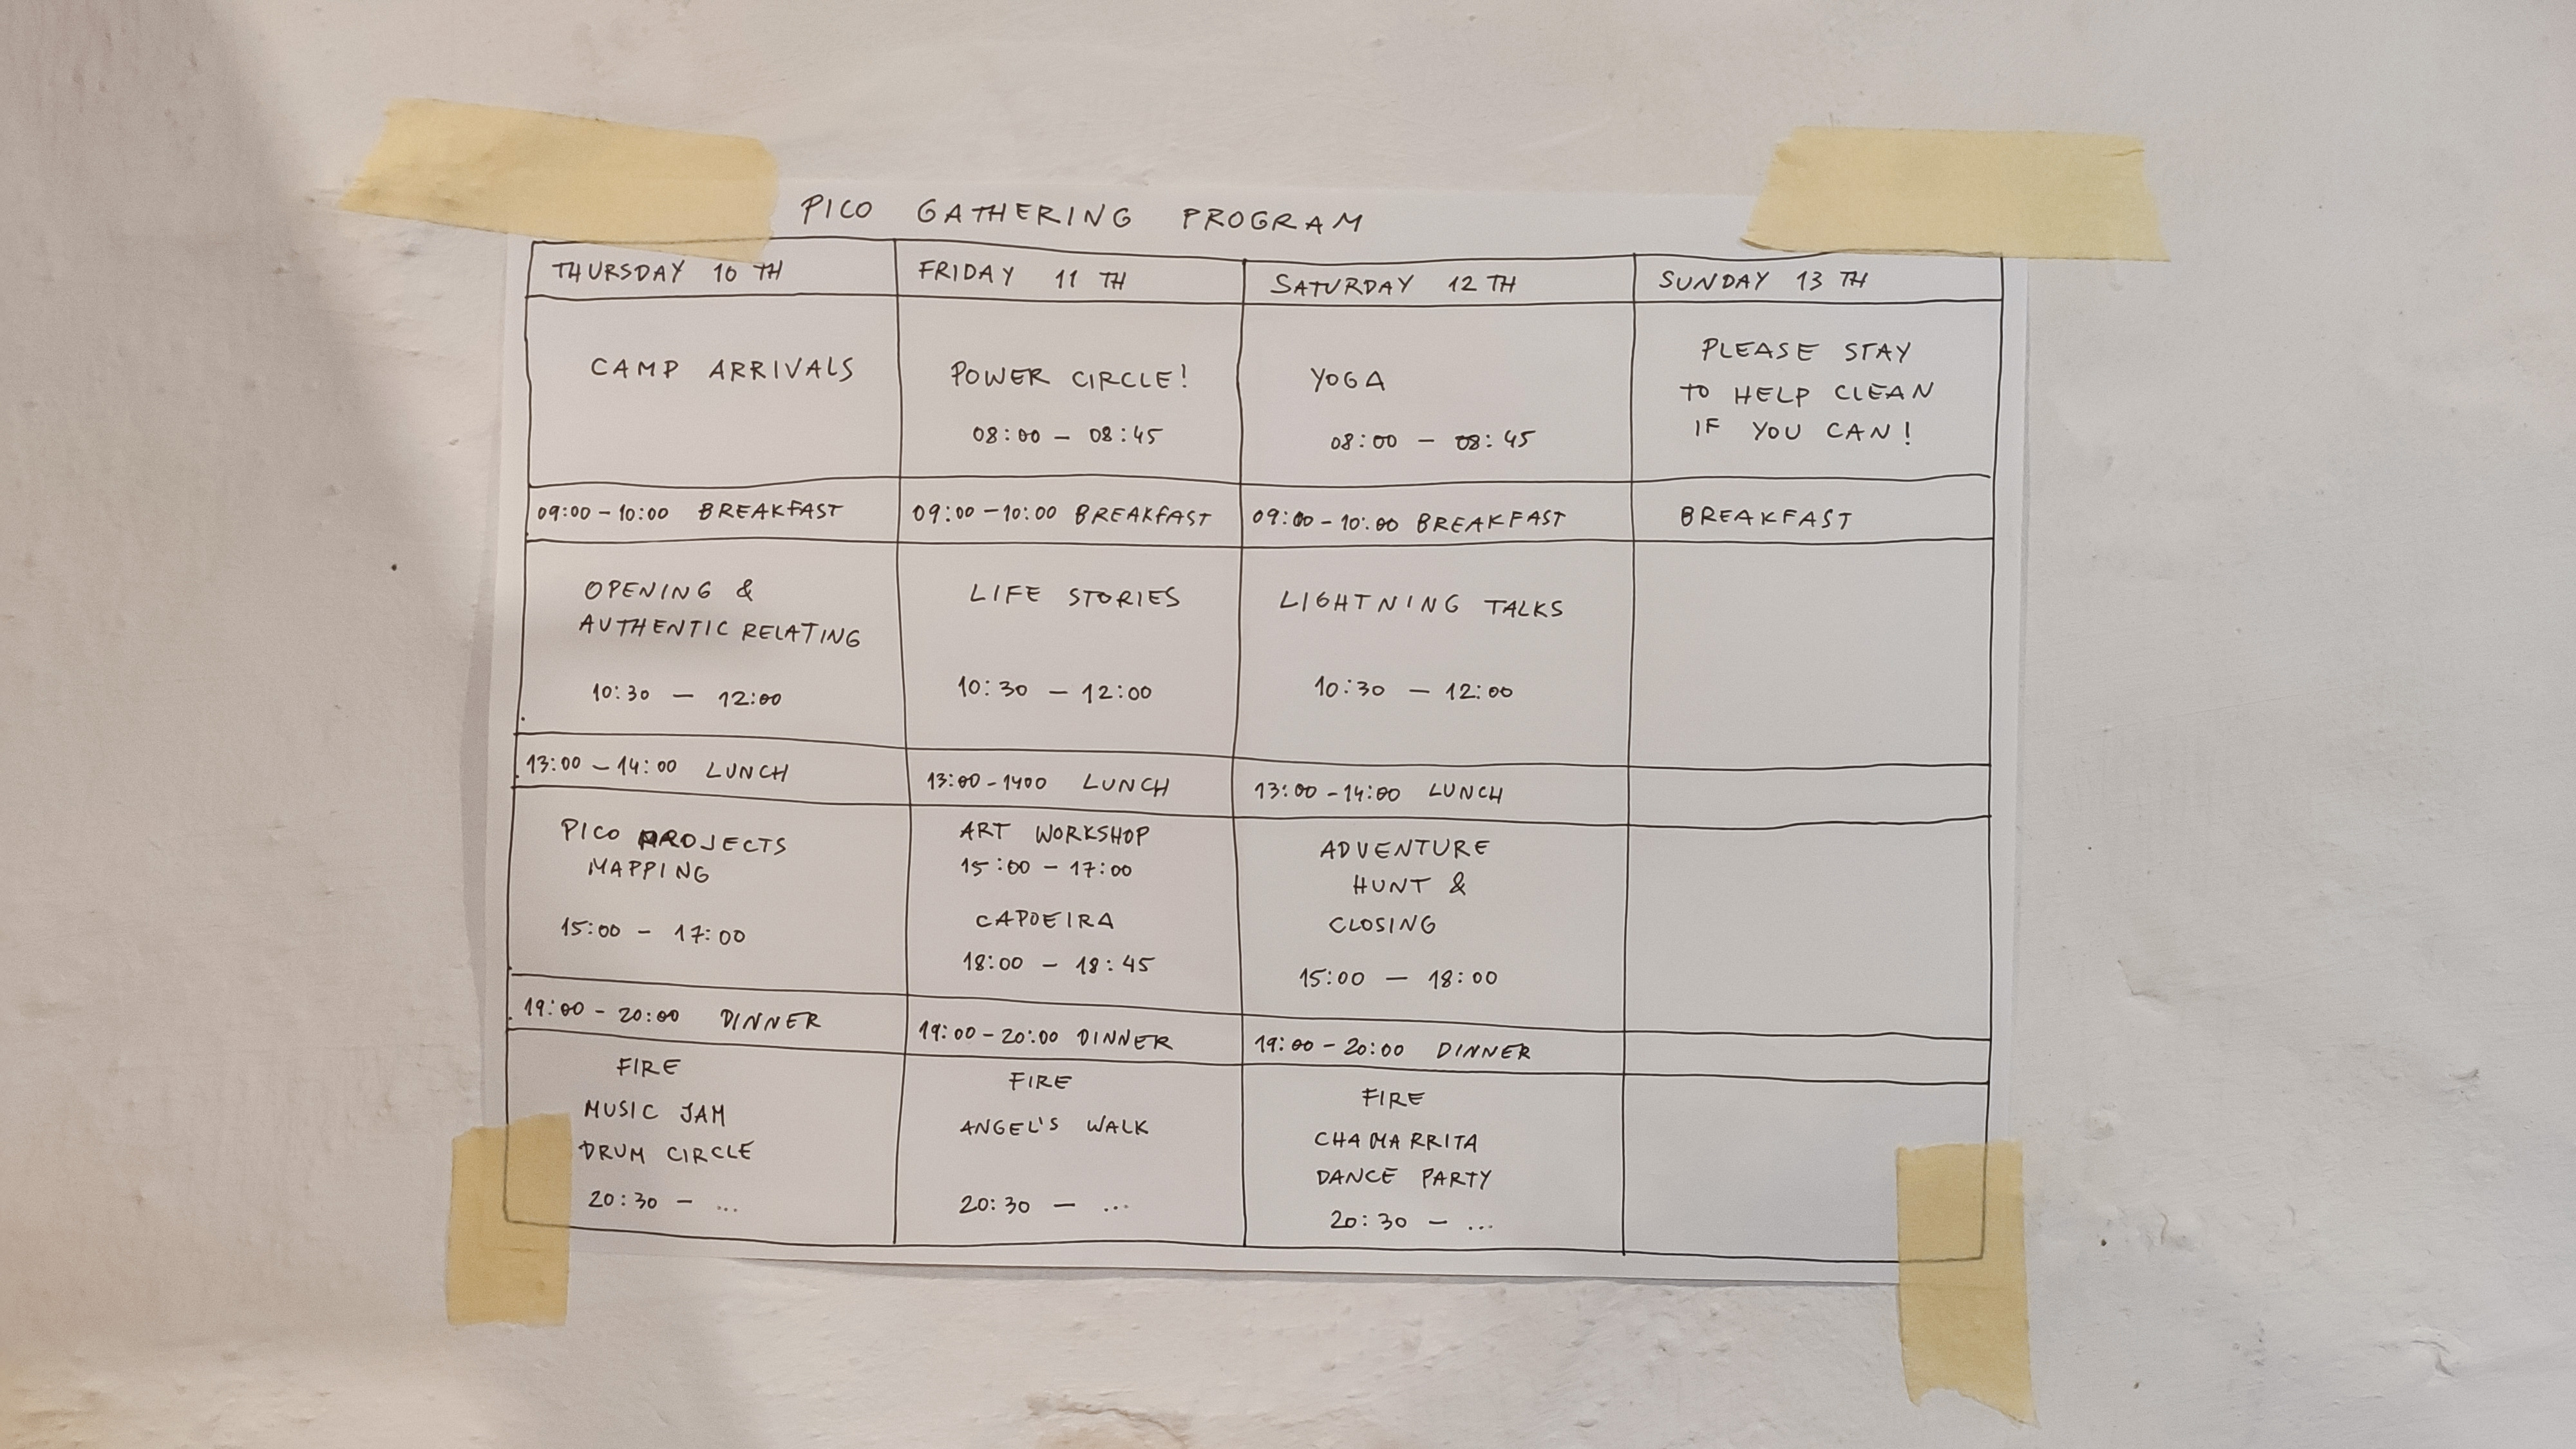 PICO GATHERING PROGRAM
THURSDAY 10 TH
FRIDAY 11 TH
SATURDAY 12 TH
SUNDAY 13 TH
CAMP ARRIVALS
POWER CIRCLE!
08:00 - 08:45
YOGA
08:00 - 08:45
PLEASE STAY
TO HELP CLEAN
IF YOU CAN!
09:00 - 10:00 BREAKFAST
09:00 - 10:00 BREAKFAST
09:00 - 10:00 BREAKFAST
BREAKFAST
OPENING &
AUTHENTIC RELATING
10:30 - 12:00
LIFE STORIES
10:30 - 12:00
LIGHTNING TALKS
10:30 - 12:00
13:00 - 14:00 LUNCH
13:00 - 1400 LUNCH
13:00 - 14:00 LUNCH
PICO PROJECTS
MAPPING
15:00 - 17:00
ART WORKSHOP
15:00 - 17:00
CAPOEIRA
18:00 - 18:45
ADVENTURE
HUNT &
CLOSING
15:00 - 18:00
19:00 - 20:00 DINNER
19:00 - 20:00 DINNER
19:00 - 20:00 DINNER
FIRE
MUSIC JAM
DRUM CIRCLE
20:30 - ...
FIRE
ANGEL'S WALK
20:30 - ...
FIRE
CHAMARRITA
DANCE PARTY
20:30 - ...